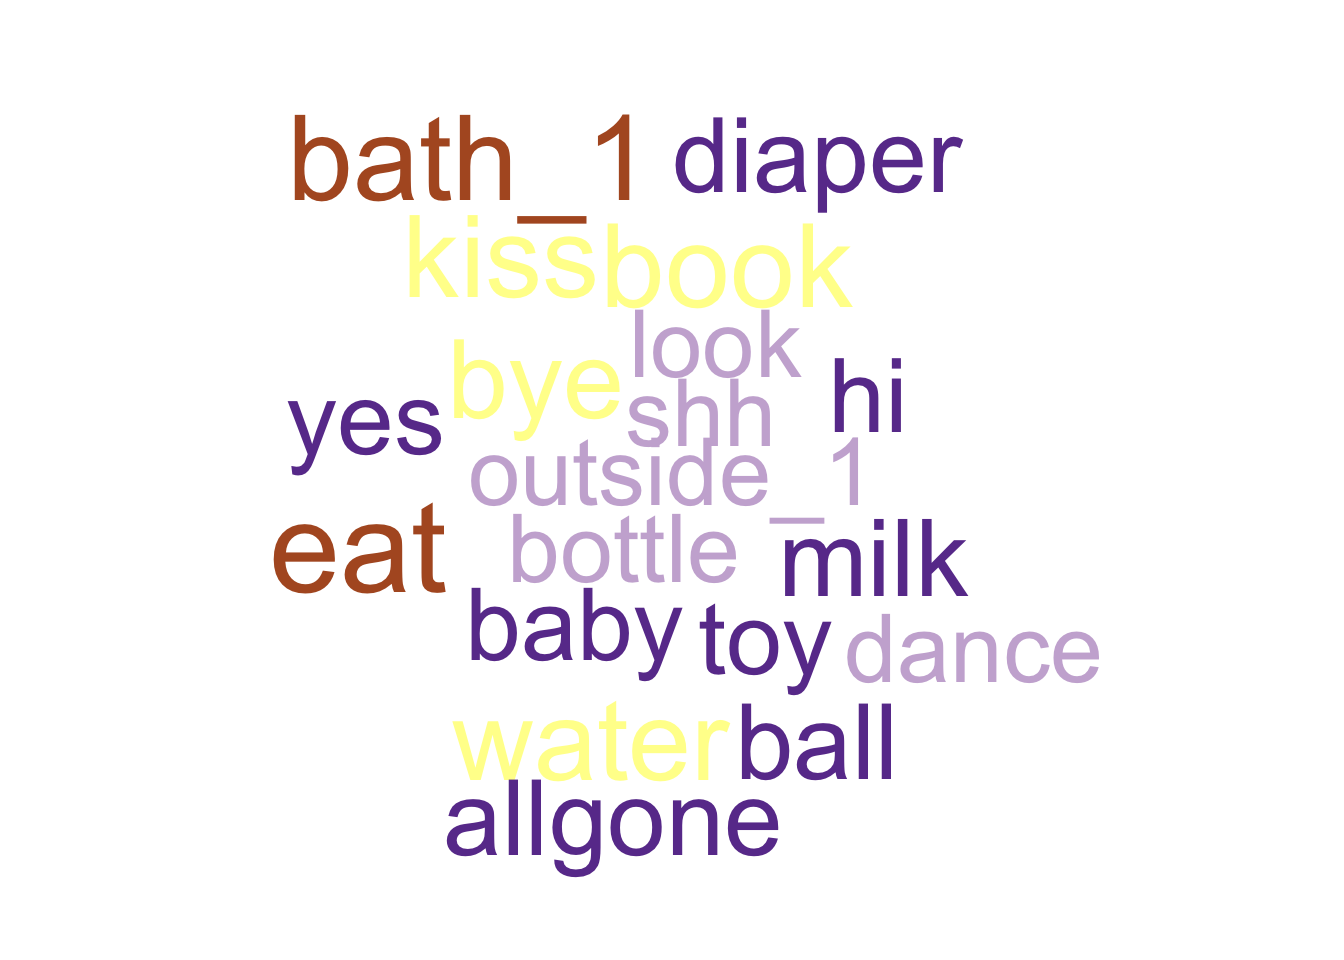 bath_1 diaper
kiss book
look
bye hi
yes shh
outside_1
eat bottle milk
baby toy dance
water ball
allgone